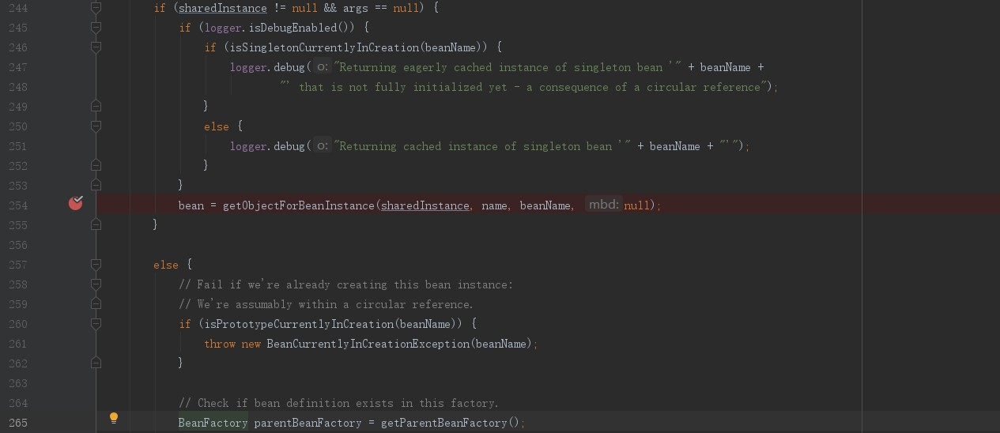 244 if (sharedInstance != null && args == null) {
245 if (logger.isDebugEnabled()) {
246 if (isSingletonCurrentlyInCreation(beanName)) {
247 logger.debug( o: "Returning eagerly cached instance of singleton bean '" + beanName +
248 "' that is not fully initialized yet - a consequence of a circular reference");
249 }
250 else {
251 logger.debug( o: "Returning cached instance of singleton bean '" + beanName + "'");
252 }
253 }
254 bean = getObjectForBeanInstance(sharedInstance, name, beanName, mbd: null);
255 }
256
257 else {
258 // Fail if we're already creating this bean instance:
259 // We're assumably within a circular reference.
260 if (isPrototypeCurrentlyInCreation(beanName)) {
261 throw new BeanCurrentlyInCreationException(beanName);
262 }
263
264 // Check if bean definition exists in this factory.
265 BeanFactory parentBeanFactory = getParentBeanFactory();